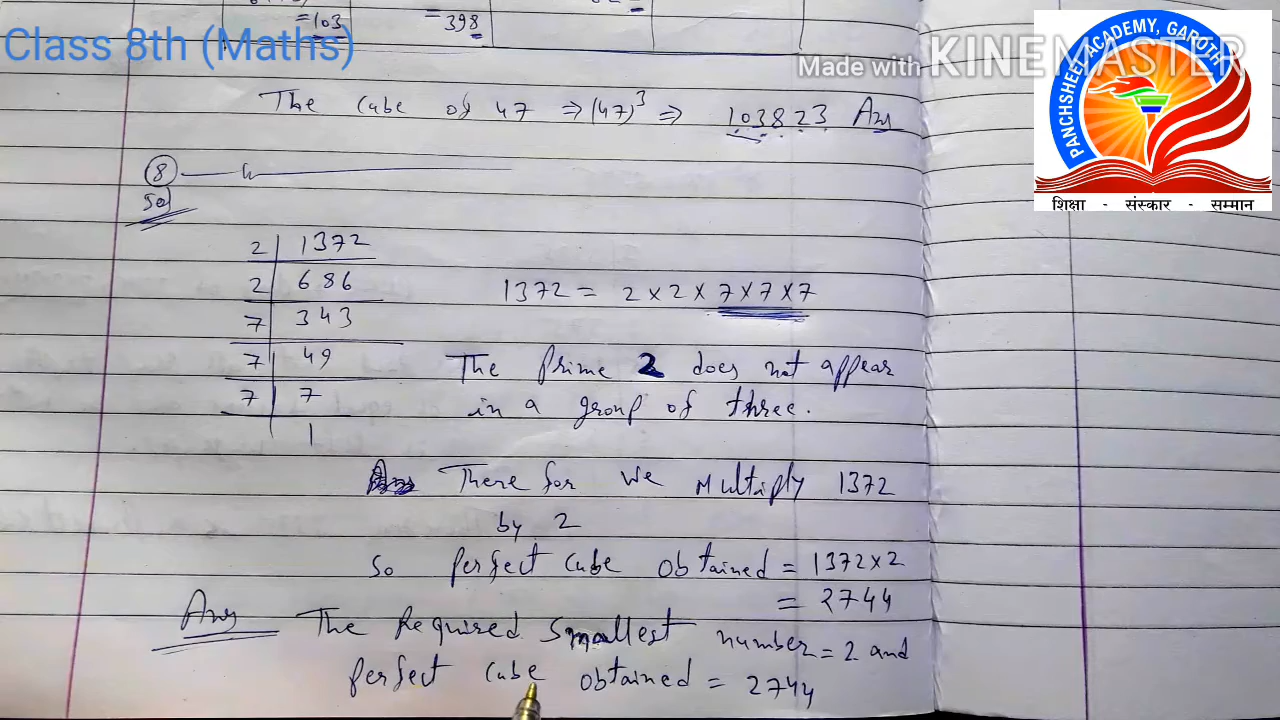 =103
=398
Class 8th (Maths)
Made with KINEMASTER
PANCHSHEEL ACADEMY, GAROTH
शिक्षा - संस्कार - सम्मान
The Cube of 47 ⇒ (47)³ ⇒ 103823 Ans
8
Sol
2 | 1372
2 | 686
7 | 343
7 | 49
7 | 7
1
1372 = 2 × 2 × 7 × 7 × 7
The Prime 2 does not appear
in a group of three.
There for we Multiply 1372
by 2
So Perfect Cube obtained = 1372 × 2
= 2744
Ans The Required Smallest number = 2 and
Perfect Cube obtained = 2744